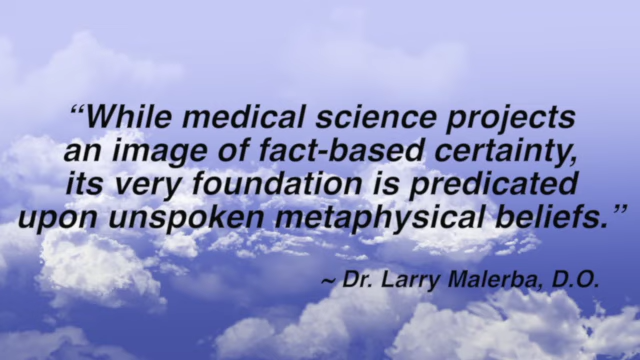 “While medical science projects
an image of fact-based certainty,
its very foundation is predicated
upon unspoken metaphysical beliefs.”
~ Dr. Larry Malerba, D.O.